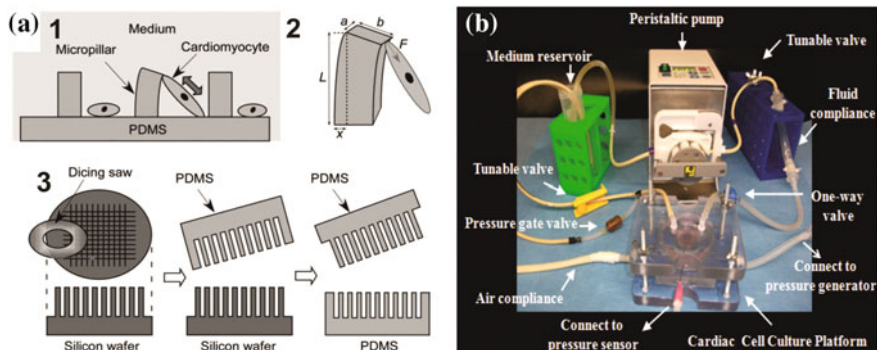 (a)
1
Medium
Micropillar
Cardiomyocyte
PDMS
2
a
b
F
L
x
3
Dicing saw
PDMS
PDMS
Silicon wafer
Silicon wafer
PDMS
(b)
Peristaltic pump
Tunable valve
Medium reservoir
Fluid
compliance
Tunable valve
Pressure gate valve
One-way
valve
Air compliance
Connect to
pressure generator
Connect to
pressure sensor
Cardiac Cell Culture Platform